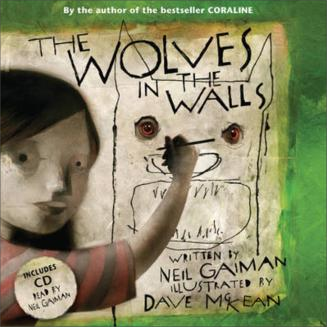 By the author of the bestseller CORALINE
THE WOLVES
IN THE
WALLS
WRITTEN BY
NEIL GAIMAN
ILLUSTRATED BY
DAVE McKEAN
INCLUDES
CD
READ BY
NEIL GAIMAN